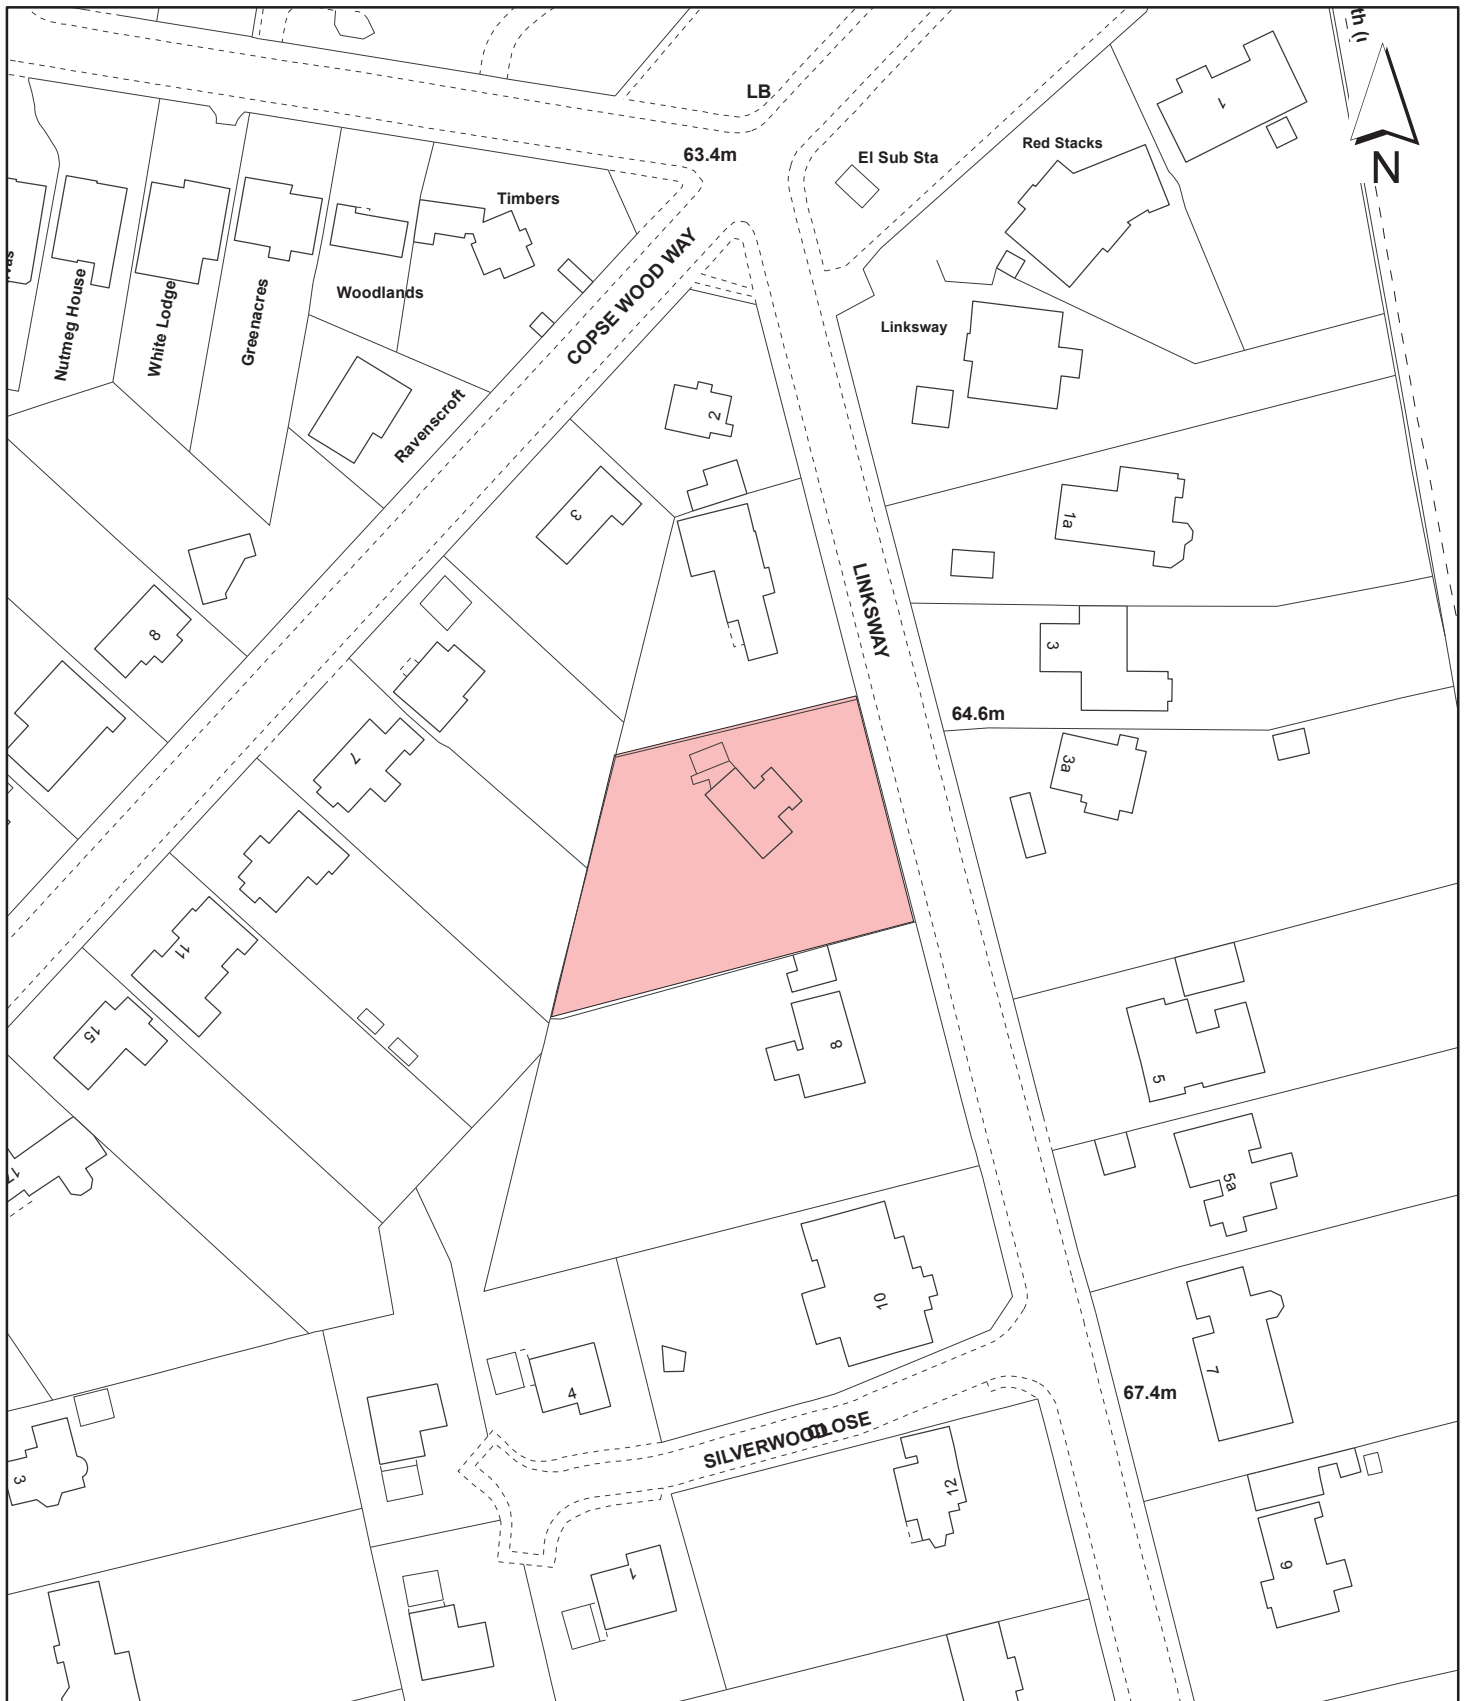 LB
63.4m
El Sub Sta
Red Stacks
1
N
Timbers
COPSE WOOD WAY
Nutmeg House
White Lodge
Greenacres
Woodlands
Linksway
Ravenscroft
2
3
1a
LINKSWAY
8
3
64.6m
7
3a
11
15
8
5
5a
10
4
7
67.4m
SILVERWOOD CLOSE
3
12
1
9